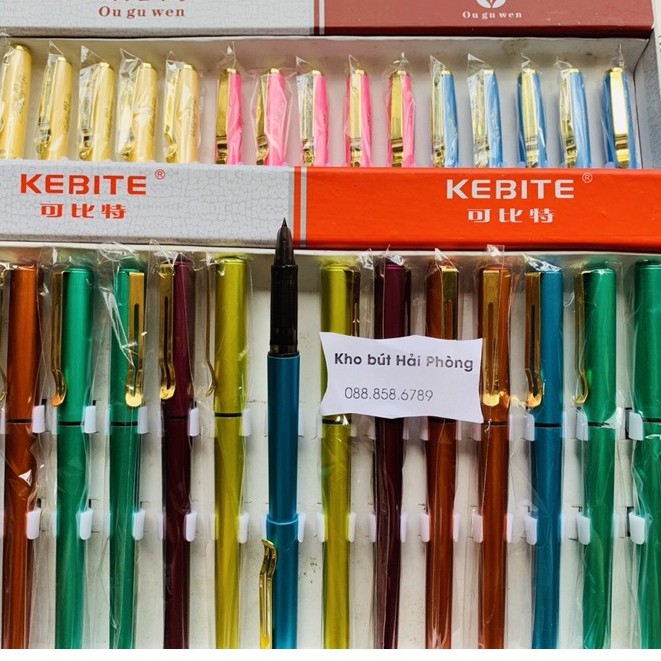 Ou gu wen
Ou gu wen
KEBITE®
可比特
KEBITE®
可比特
Kho bút Hải Phòng
088.858.6789